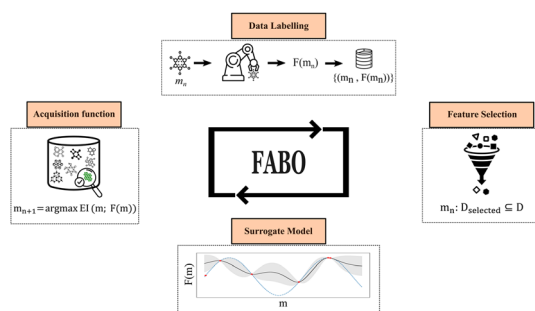 Data Labelling
m_n
F(m_n)
{(m_n , F(m_n))}
Acquisition function
m_{n+1}=argmax EI (m; F(m))
FABO
Feature Selection
m_n: D_selected ⊆ D
Surrogate Model
F(m)
m